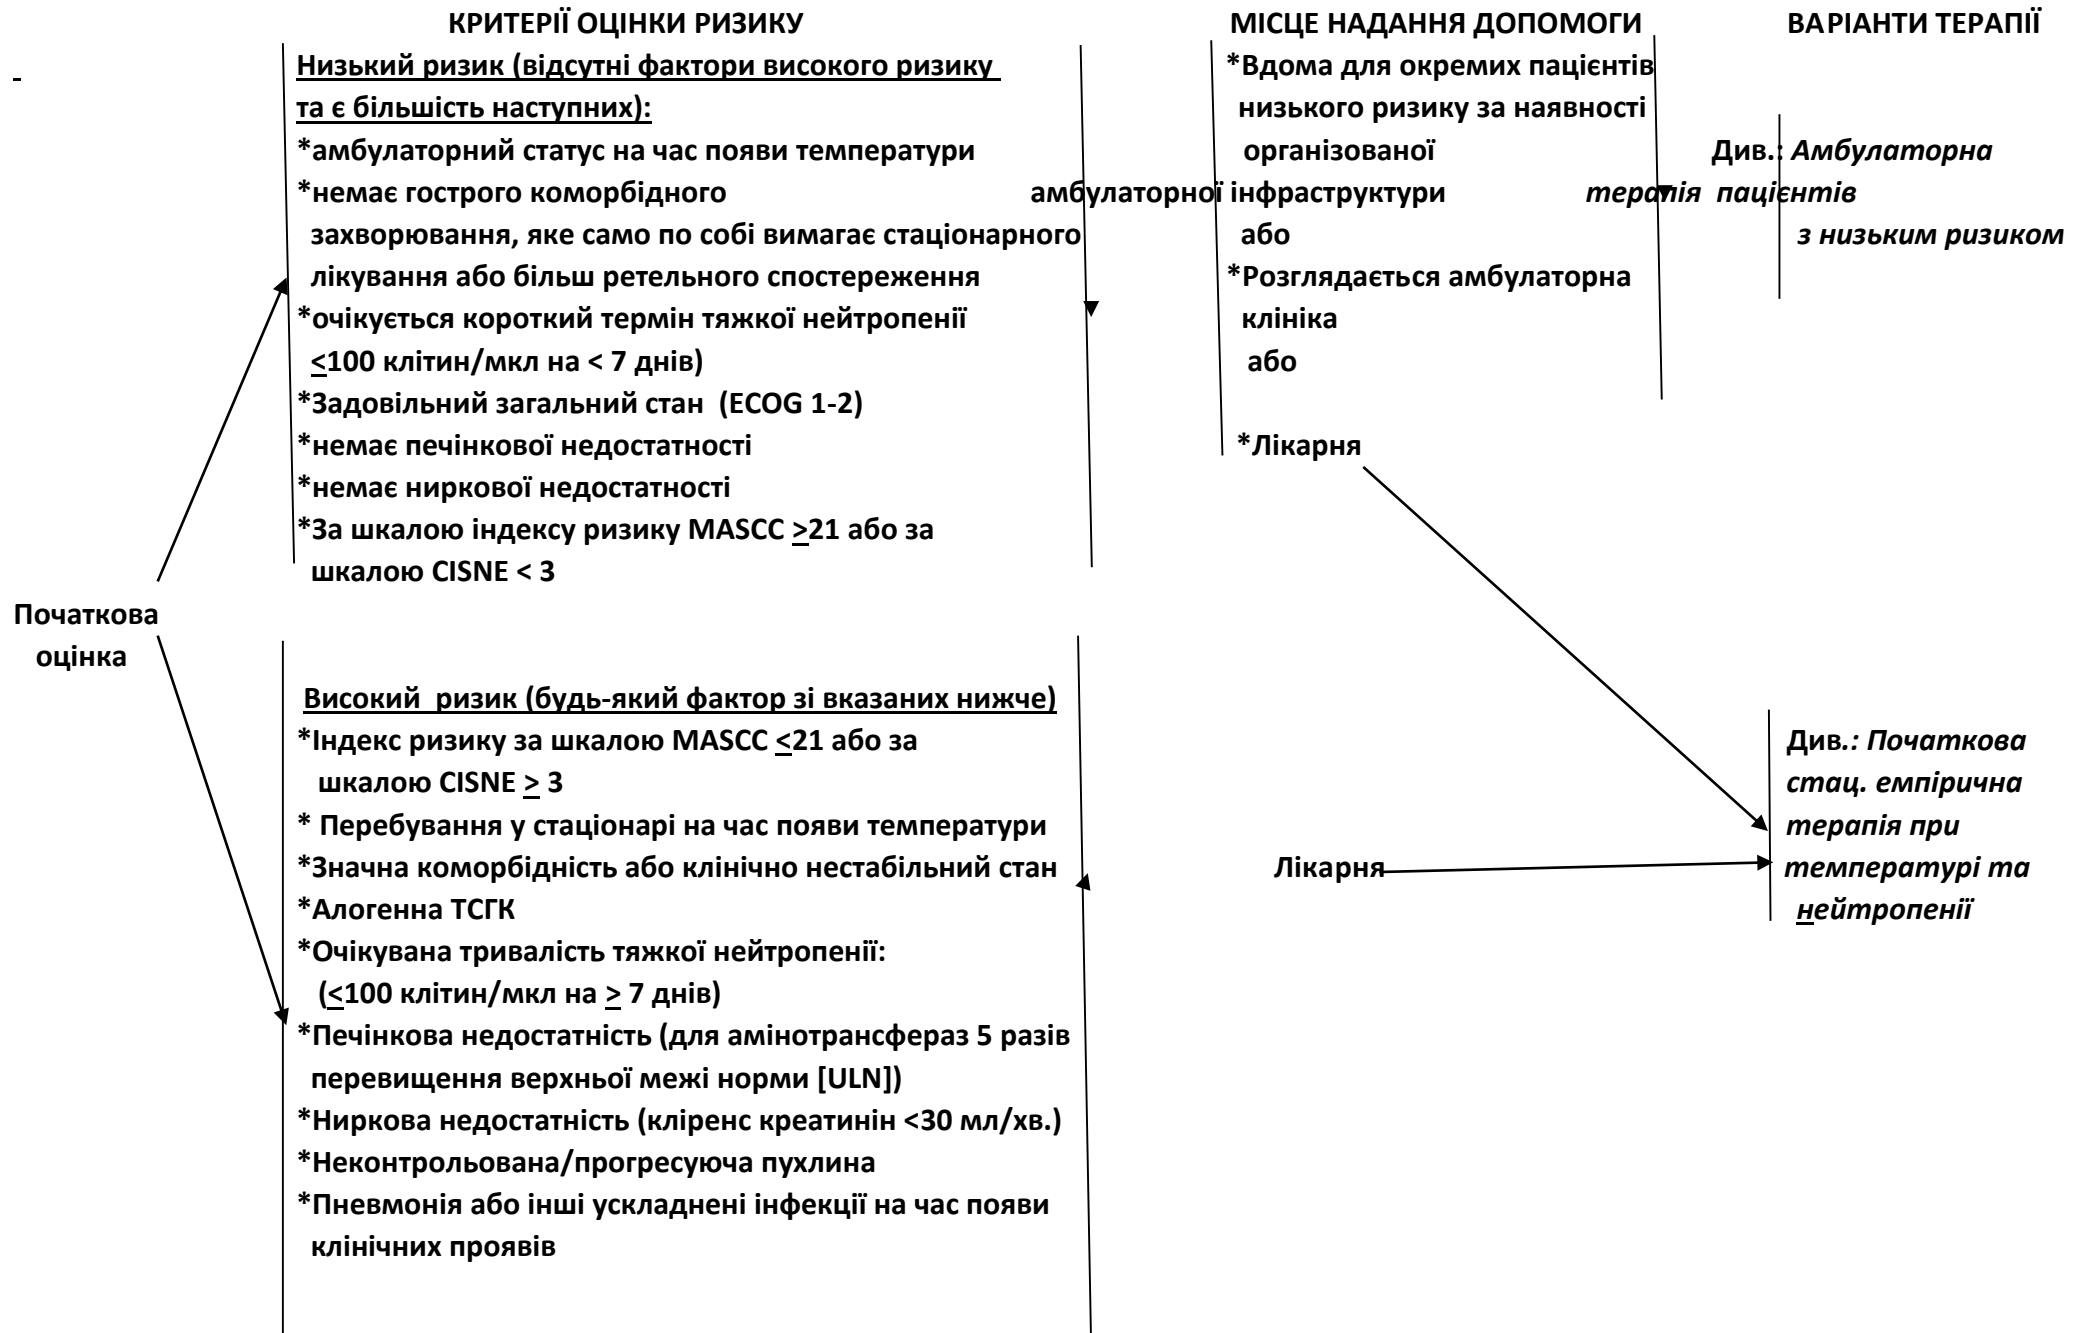 КРИТЕРІЇ ОЦІНКИ РИЗИКУ
Низький ризик (відсутні фактори високого ризику
та є більшість наступних):
*амбулаторний статус на час появи температури
*немає гострого коморбідного
захворювання, яке само по собі вимагає стаціонарного
лікування або більш ретельного спостереження
*очікується короткий термін тяжкої нейтропенії
<100 клітин/мкл на < 7 днів)
*Задовільний загальний стан (ECOG 1-2)
*немає печінкової недостатності
*немає ниркової недостатності
*За шкалою індексу ризику MASCC >21 або за
шкалою CISNE < 3
МІСЦЕ НАДАННЯ ДОПОМОГИ
*Вдома для окремих пацієнтів
низького ризику за наявності
організованої
амбулаторної інфраструктури
або
*Розглядається амбулаторна
клініка
або
*Лікарня
ВАРІАНТИ ТЕРАПІЇ
Див.: Амбулаторна
терапія пацієнтів
з низьким ризиком
Початкова
оцінка
Високий ризик (будь-який фактор зі вказаних нижче)
*Індекс ризику за шкалою MASCC <21 або за
шкалою CISNE > 3
* Перебування у стаціонарі на час появи температури
*Значна коморбідність або клінічно нестабільний стан
*Алогенна ТСГК
*Очікувана тривалість тяжкої нейтропенії:
(<100 клітин/мкл на > 7 днів)
*Печінкова недостатність (для амінотрансфераз 5 разів
перевищення верхньої межі норми [ULN])
*Ниркова недостатність (кліренс креатинін <30 мл/хв.)
*Неконтрольована/прогресуюча пухлина
*Пневмонія або інші ускладнені інфекції на час появи
клінічних проявів
Лікарня
Див.: Початкова
стац. емпірична
терапія при
температурі та
нейтропенії